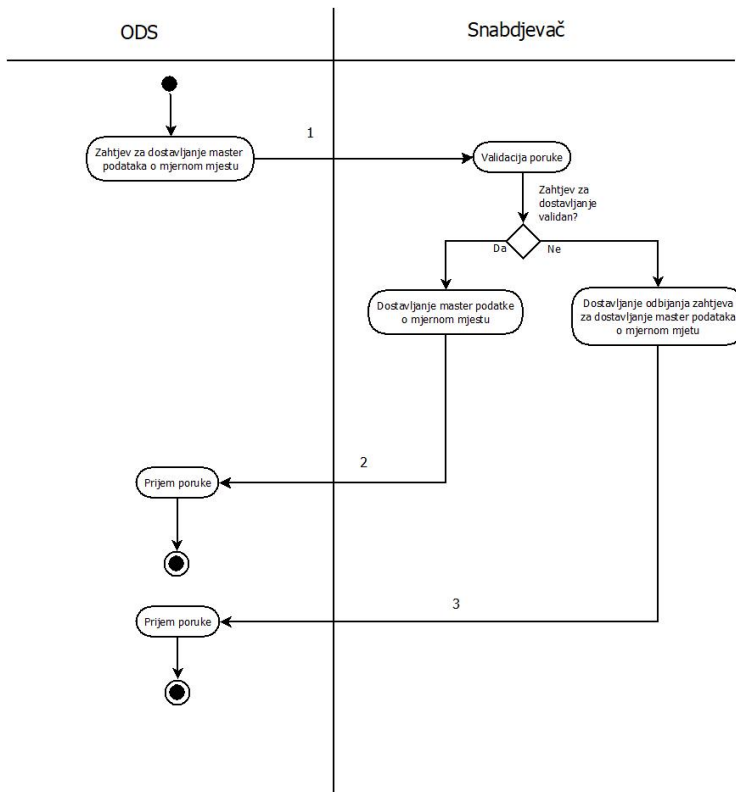 ODS
Snabdjevač
1
Zahtjev za dostavljanje master
podataka o mjernom mjestu
Validacija poruke
Zahtjev za
dostavljanje
validan?
Da
Ne
Dostavljanje master podatke
o mjernom mjestu
Dostavljanje odbijanja zahtjeva
za dostavljanje master podataka
o mjernom mjetu
2
Prijem poruke
3
Prijem poruke